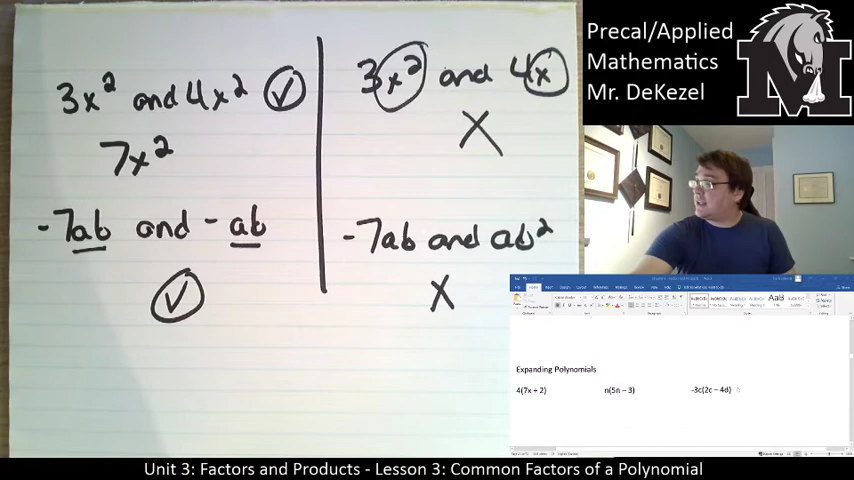 3x² and 4x² ✓
7x²
-7ab and - ab
✓
3x² and 4x
X
-7ab and ab²
X
Precal/Applied
Mathematics
Mr. DeKezel
M
Expanding Polynomials
4(7x + 2) n(5n – 3) -3c(2c – 4d)
Unit 3: Factors and Products - Lesson 3: Common Factors of a Polynomial